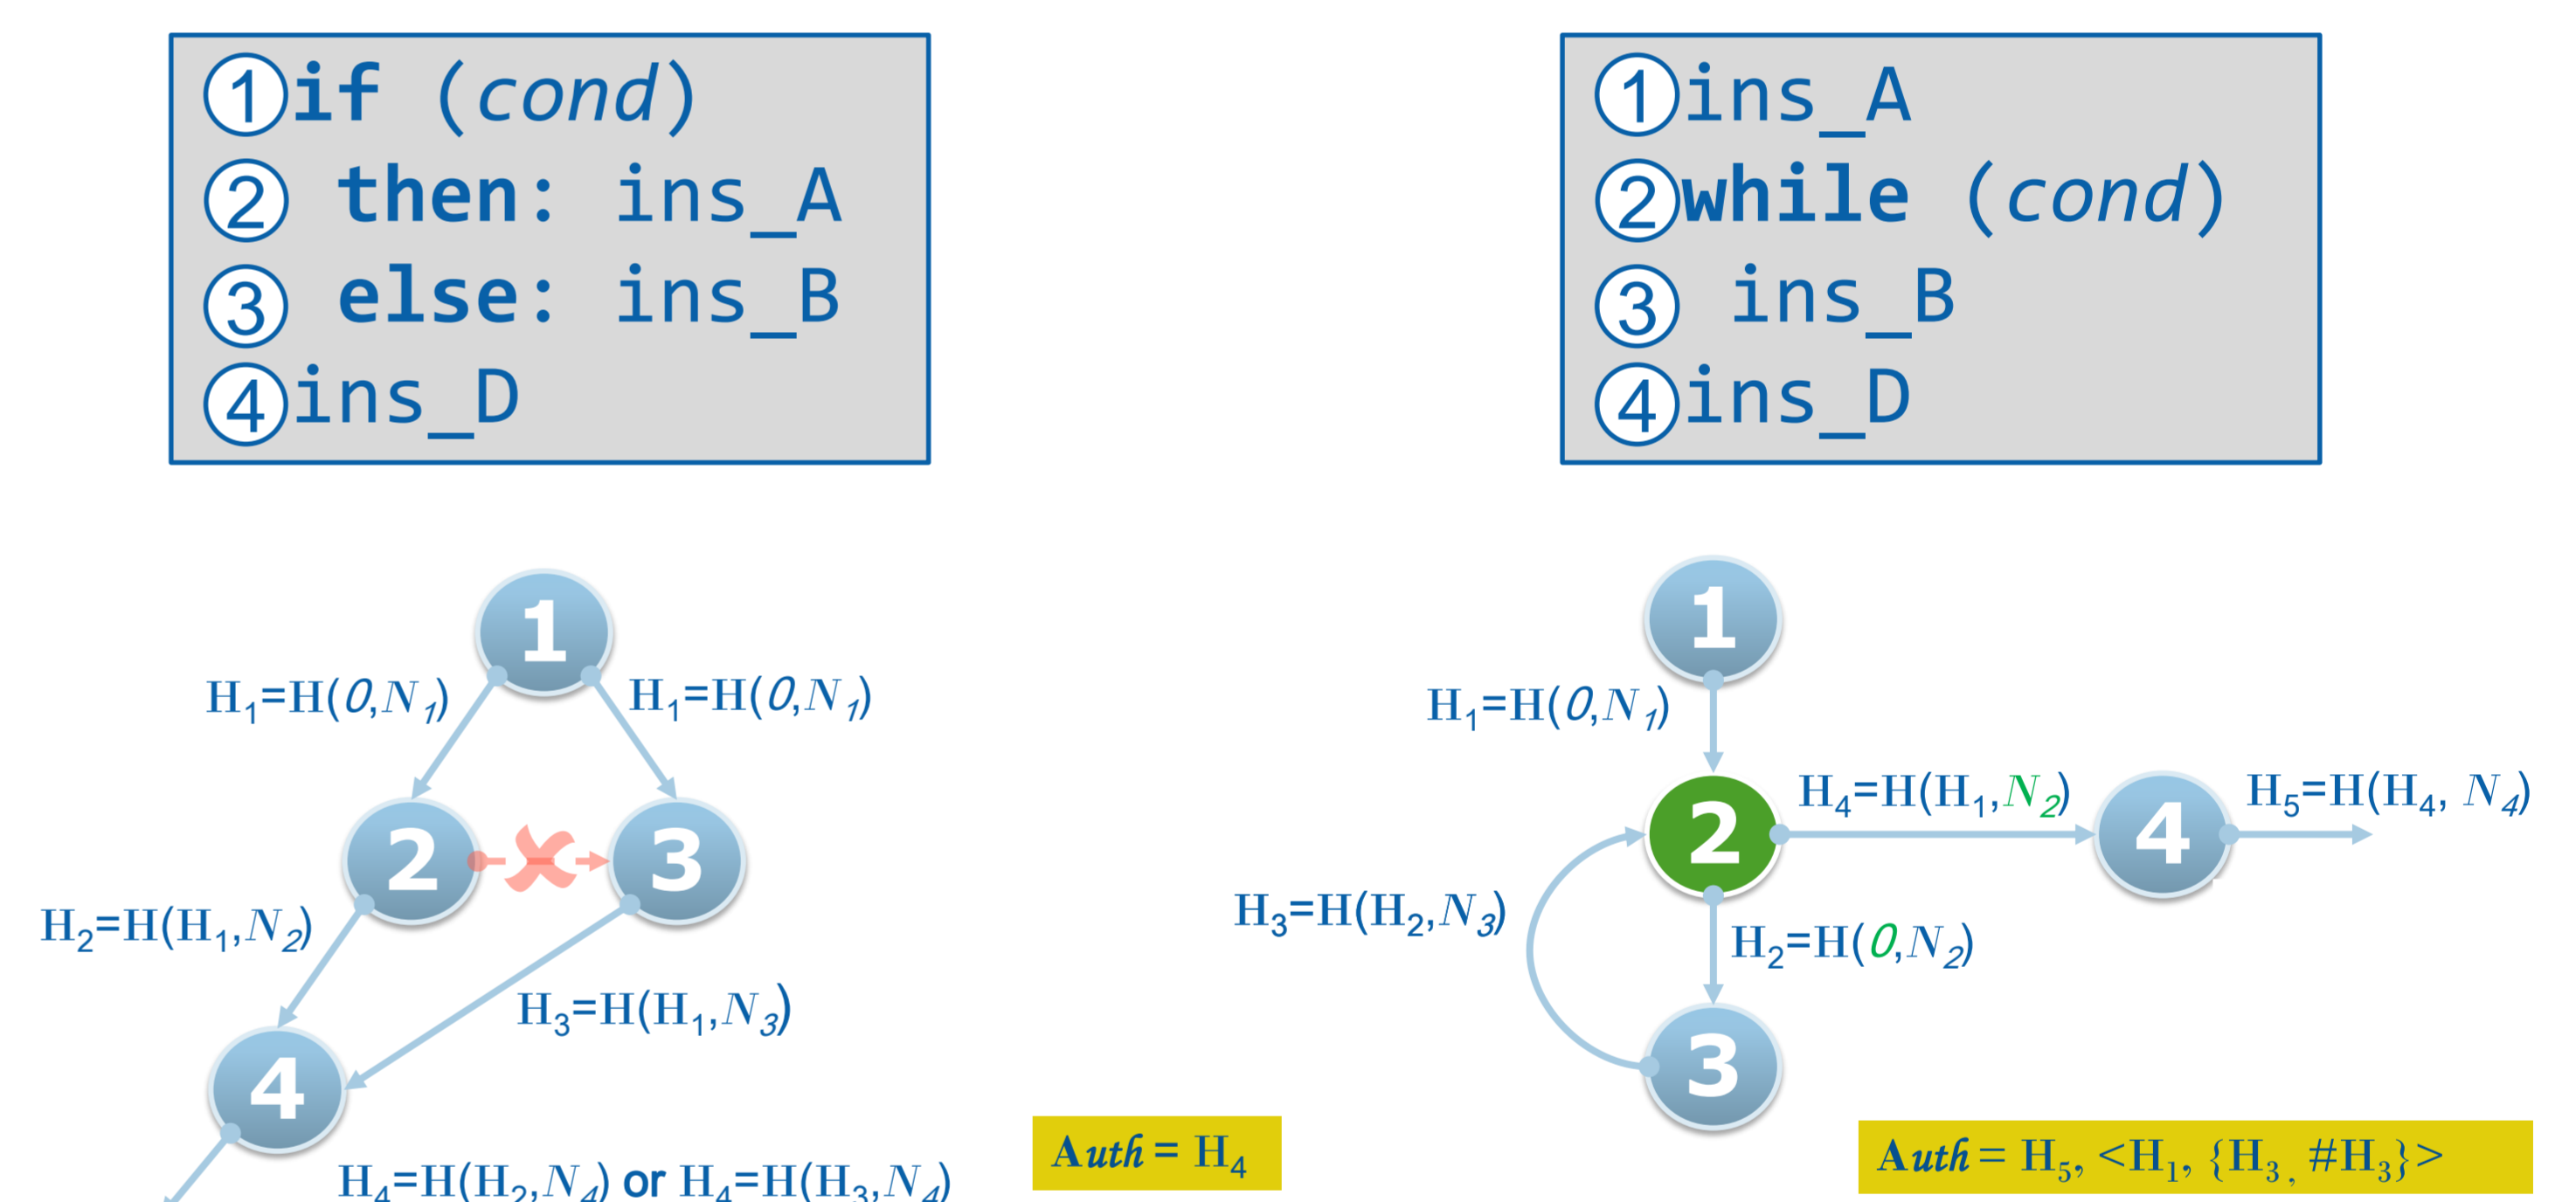 ①if (cond)
② then: ins_A
③ else: ins_B
④ins_D
①ins_A
②while (cond)
③ ins_B
④ins_D
1
H₁=H(0,N₁)
H₁=H(0,N₁)
2
3
H₂=H(H₁,N₂)
H₃=H(H₁,N₃)
4
H₄=H(H₂,N₄) or H₄=H(H₃,N₄)
Auth = H₄
1
H₁=H(0,N₁)
2
H₄=H(H₁,N₂)
4
H₅=H(H₄, N₄)
H₃=H(H₂,N₃)
H₂=H(0,N₂)
3
Auth = H₅, <H₁, {H₃, #H₃}>